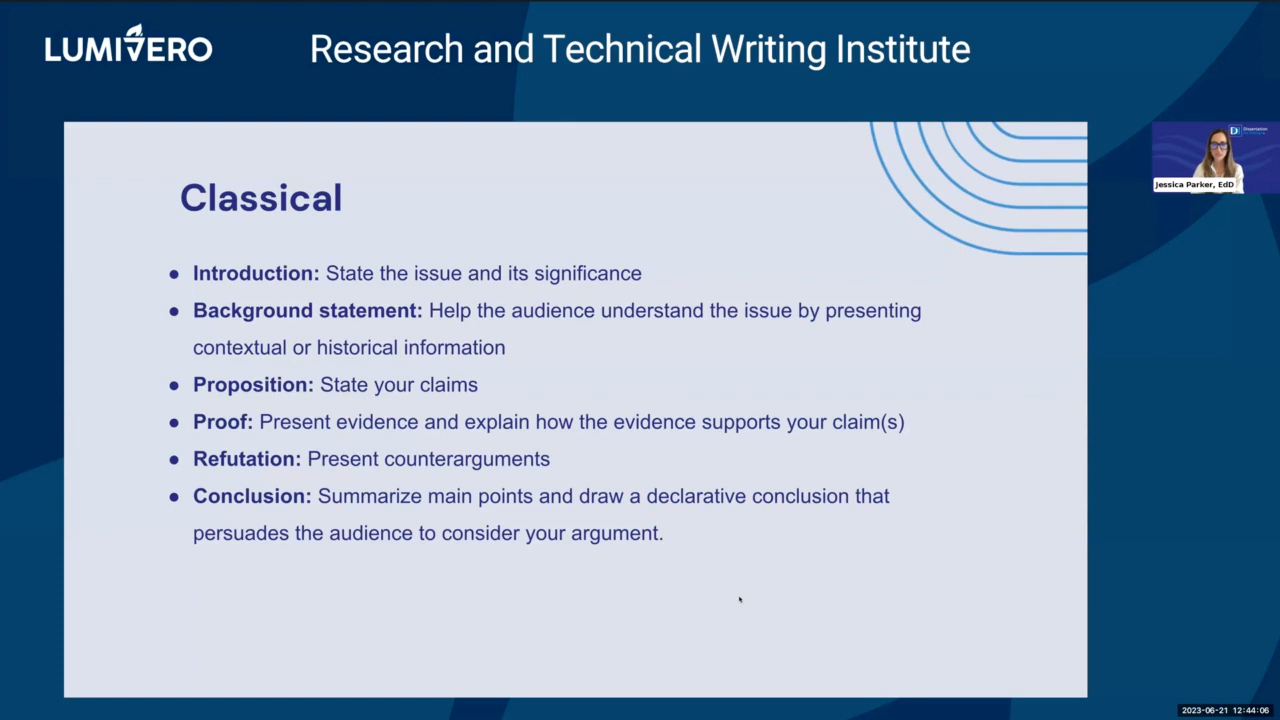 LUMIVERO
Research and Technical Writing Institute
Dissertation
Jessica Parker, EdD
Classical
● Introduction: State the issue and its significance
● Background statement: Help the audience understand the issue by presenting
contextual or historical information
● Proposition: State your claims
● Proof: Present evidence and explain how the evidence supports your claim(s)
● Refutation: Present counterarguments
● Conclusion: Summarize main points and draw a declarative conclusion that
persuades the audience to consider your argument.
2023-06-21 12:44:06